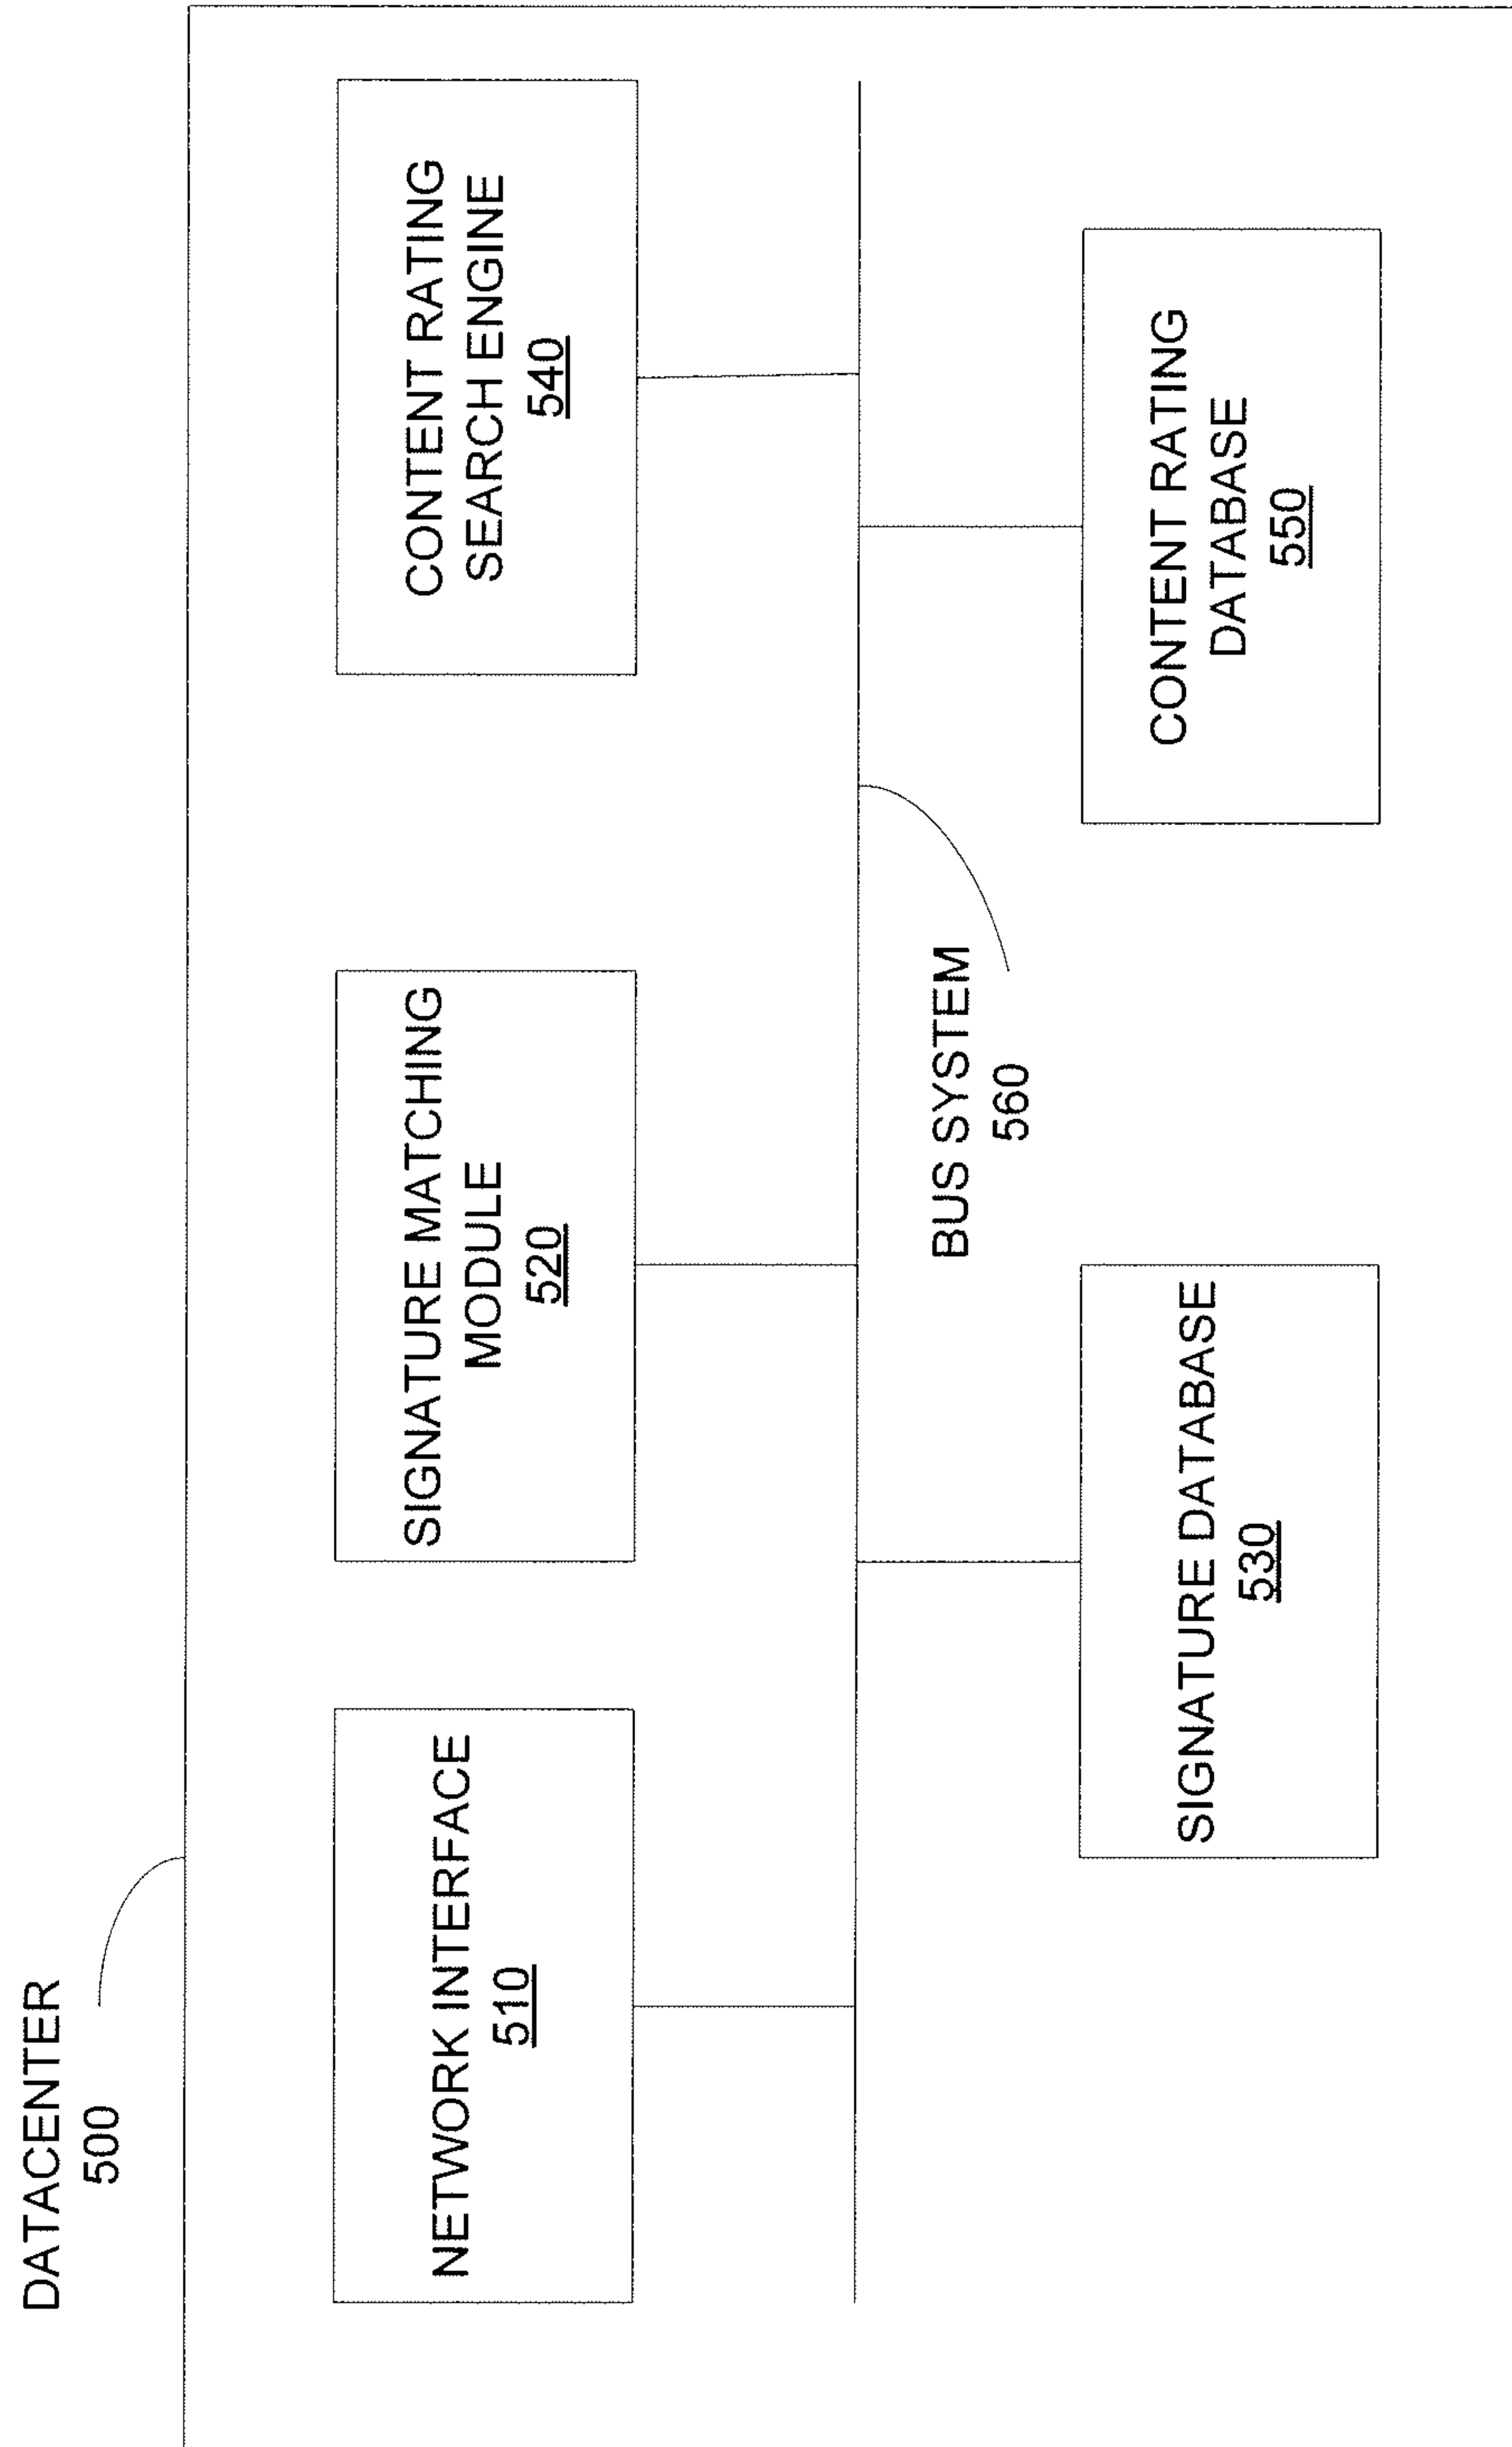 DATACENTER
500
NETWORK INTERFACE
510
SIGNATURE MATCHING
MODULE
520
CONTENT RATING
SEARCH ENGINE
540
BUS SYSTEM
560
SIGNATURE DATABASE
530
CONTENT RATING
DATABASE
550